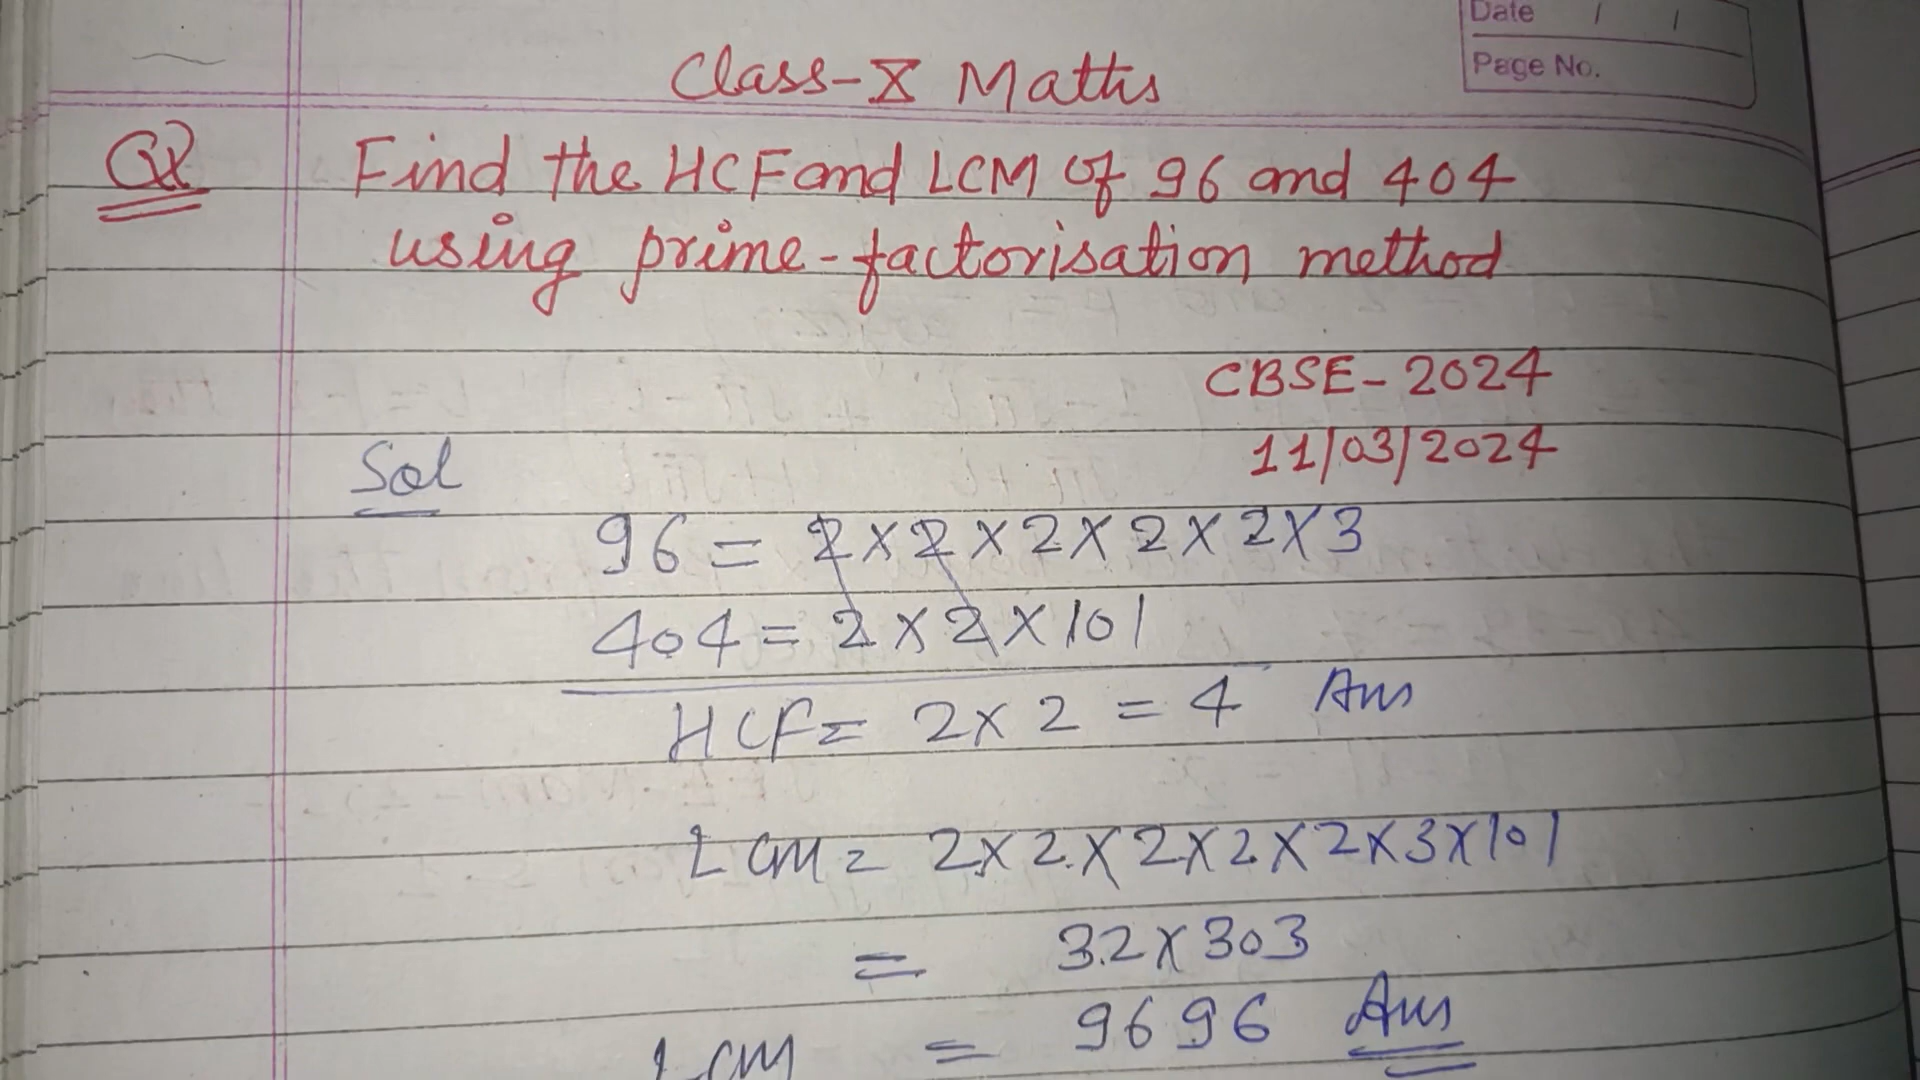 Date / /
Page No.
Class-X Maths
Q2 Find the HCF and LCM of 96 and 404
using prime-factorisation method
CBSE-2024
11/03/2024
Sol
96 = 2×2×2×2×2×3
404 = 2×2×101
HCF = 2×2 = 4 Ans
LCM = 2×2×2×2×2×3×101
= 32×303
LCM = 9696 Ans